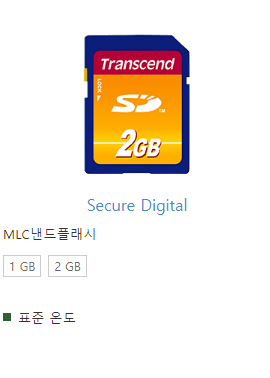 Transcend
LOCK
SD
2GB
Secure Digital
MLC낸드플래시
1 GB
2 GB
표준 온도